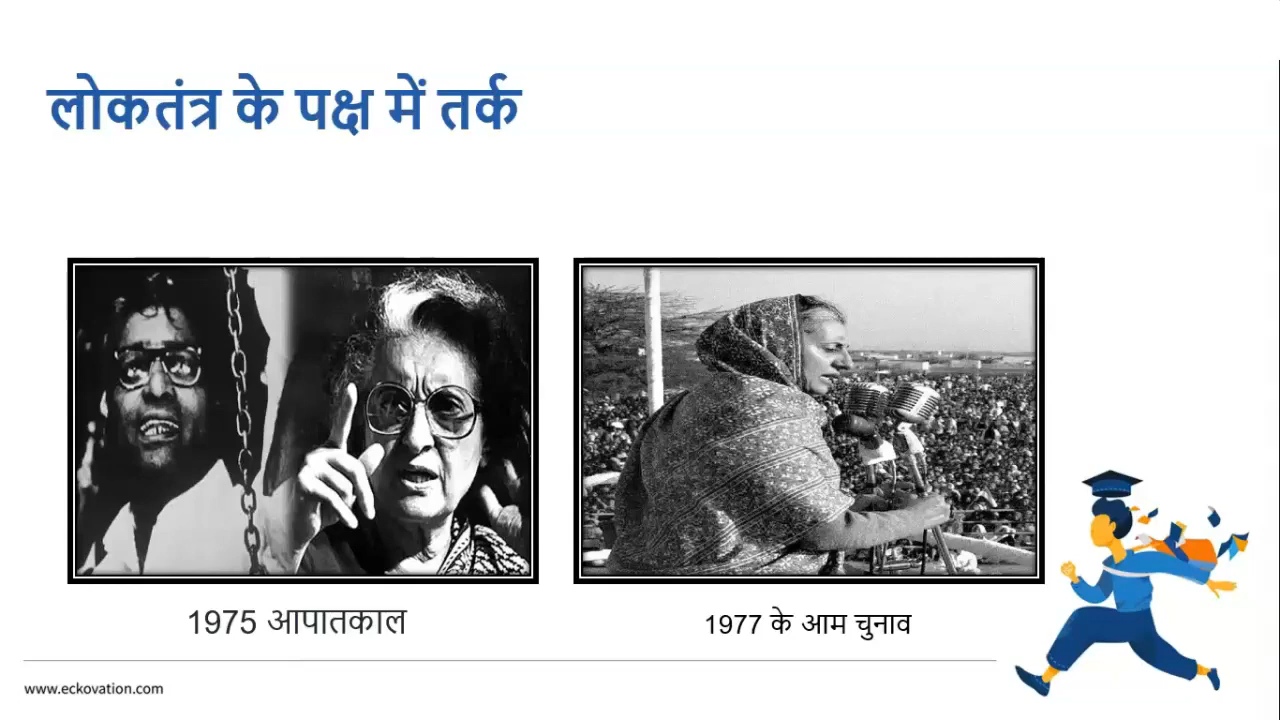 लोकतंत्र के पक्ष में तर्क
1975 आपातकाल
1977 के आम चुनाव
www.eckovation.com